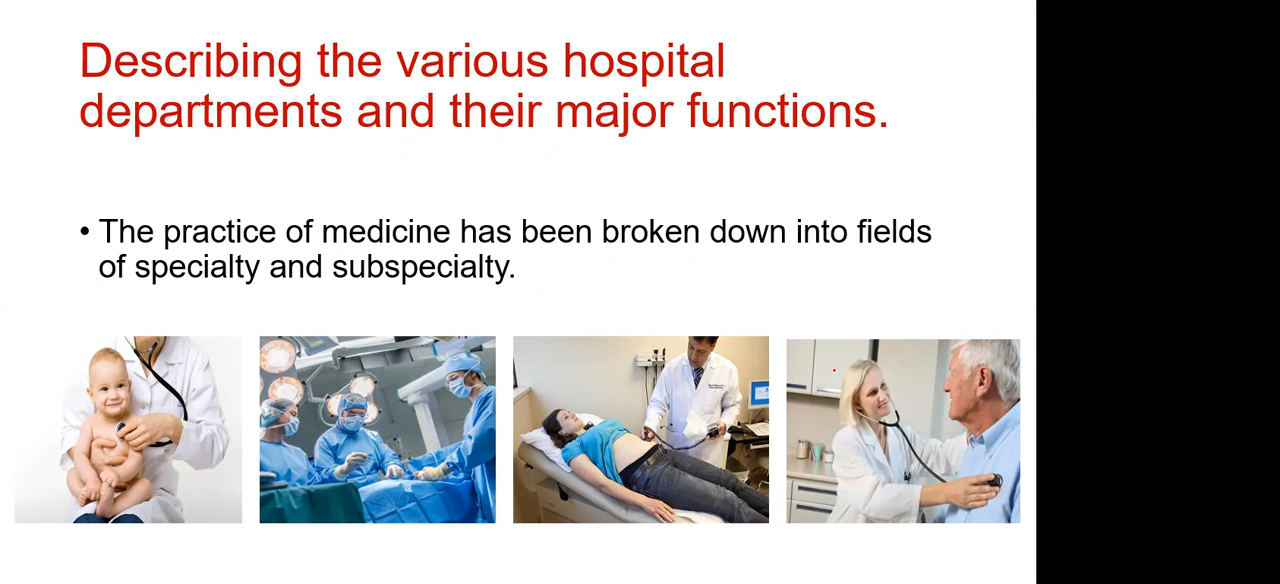 Describing the various hospital
departments and their major functions.
• The practice of medicine has been broken down into fields
of specialty and subspecialty.